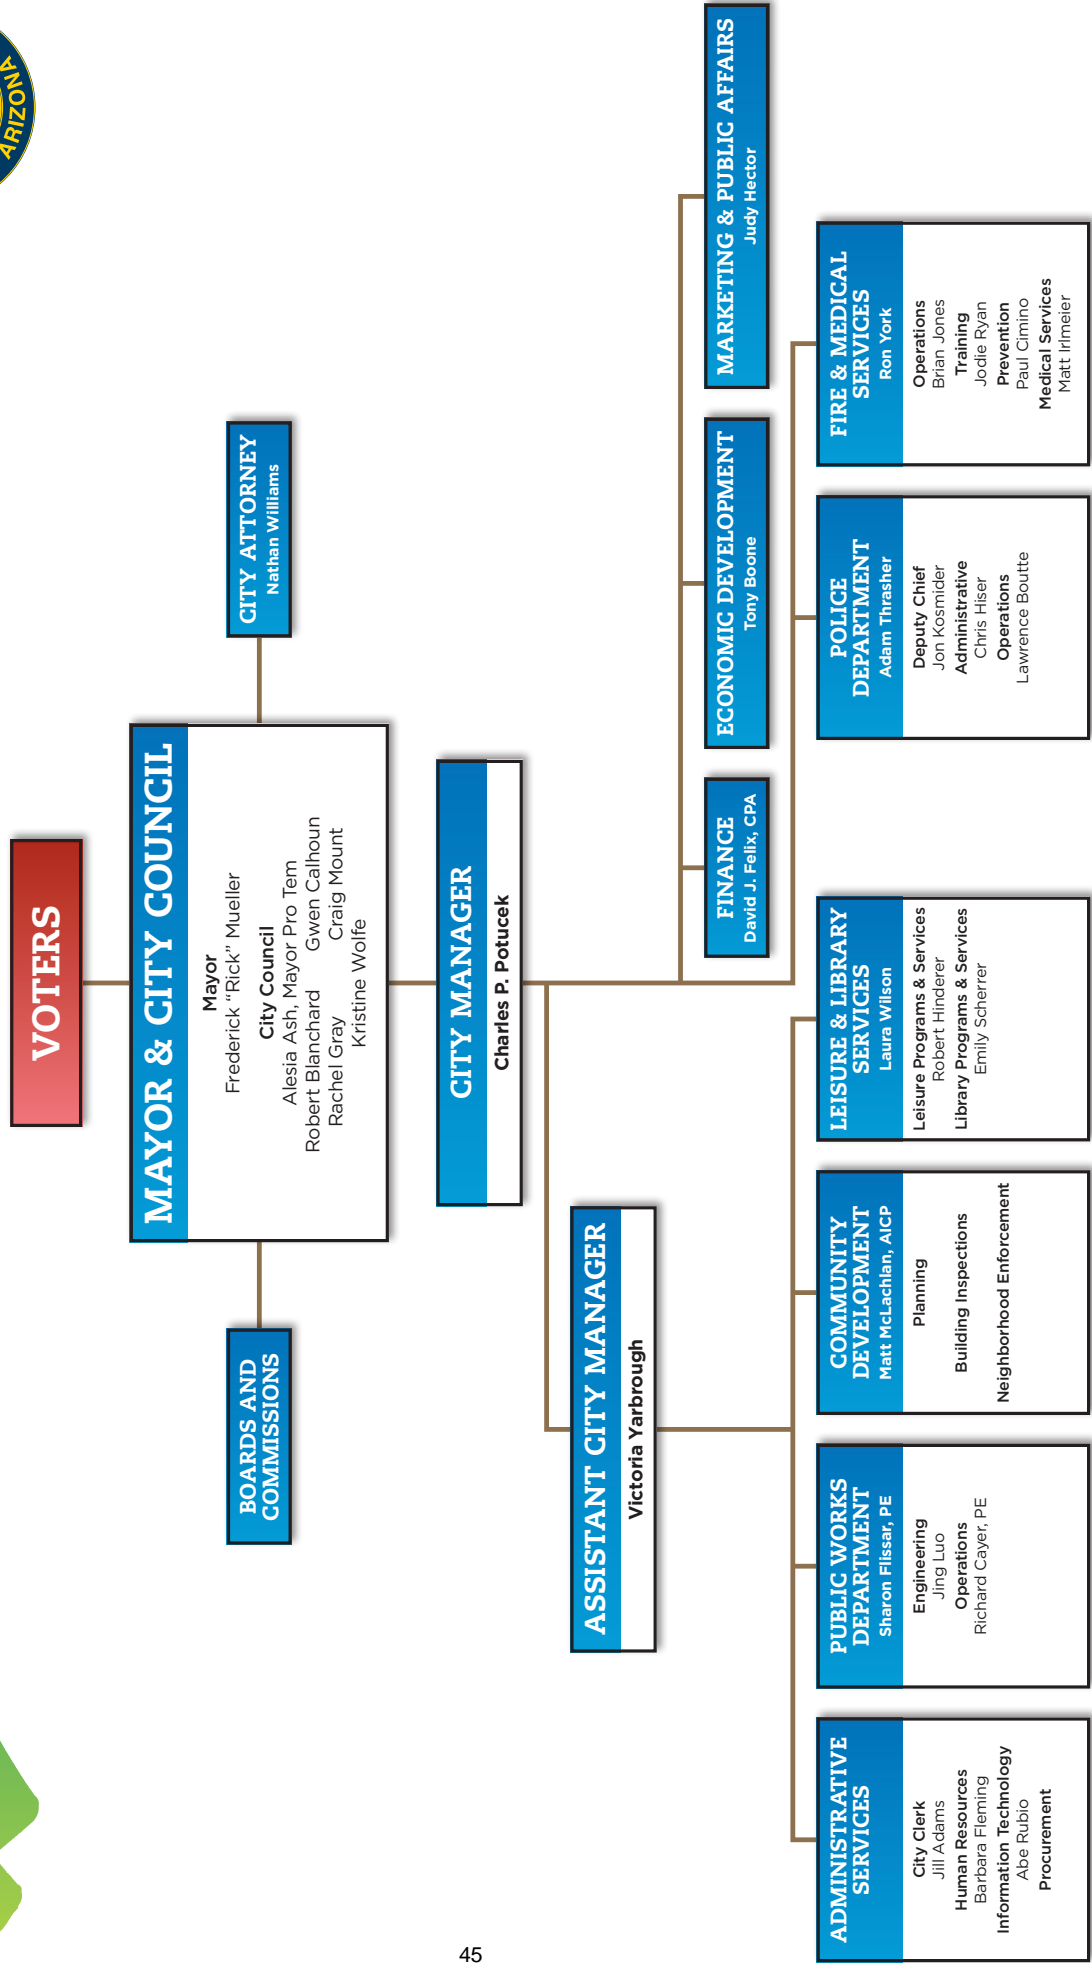 ARIZONA
VOTERS
MAYOR & CITY COUNCIL
Mayor
Frederick “Rick” Mueller
City Council
Alesia Ash, Mayor Pro Tem
Robert Blanchard Gwen Calhoun
Rachel Gray Craig Mount
Kristine Wolfe
BOARDS AND
COMMISSIONS
CITY ATTORNEY
Nathan Williams
CITY MANAGER
Charles P. Potucek
ASSISTANT CITY MANAGER
Victoria Yarbrough
FINANCE
David J. Felix, CPA
ECONOMIC DEVELOPMENT
Tony Boone
MARKETING & PUBLIC AFFAIRS
Judy Hector
ADMINISTRATIVE
SERVICES
City Clerk
Jill Adams
Human Resources
Barbara Fleming
Information Technology
Abe Rubio
Procurement
PUBLIC WORKS
DEPARTMENT
Sharon Flissar, PE
Engineering
Jing Luo
Operations
Richard Cayer, PE
COMMUNITY
DEVELOPMENT
Matt McLachlan, AICP
Planning
Building Inspections
Neighborhood Enforcement
LEISURE & LIBRARY
SERVICES
Laura Wilson
Leisure Programs & Services
Robert Hinderer
Library Programs & Services
Emily Scherrer
POLICE
DEPARTMENT
Adam Thrasher
Deputy Chief
Jon Kosmider
Administrative
Chris Hiser
Operations
Lawrence Boutte
FIRE & MEDICAL
SERVICES
Ron York
Operations
Brian Jones
Training
Jodie Ryan
Prevention
Paul Cimino
Medical Services
Matt Irlmeier
45